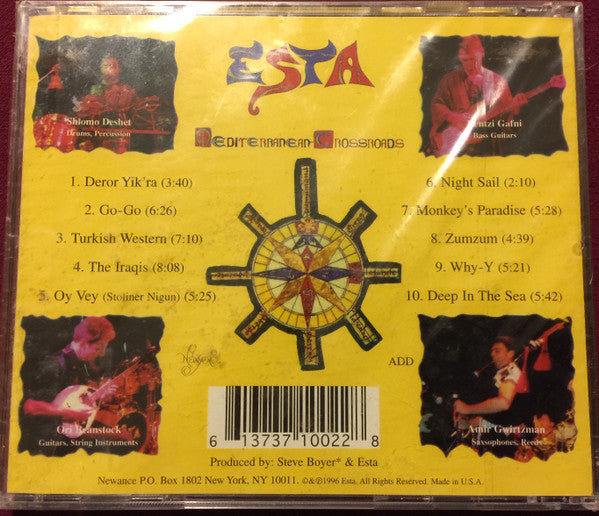 ESTA
Shlomo Deshet
Drums, Percussion
Gafni
Bass Guitars
Mediterranean Crossroads
1. Deror Yik'ra (3:40)
2. Go-Go (6:26)
3. Turkish Western (7:10)
4. The Iraqis (8:08)
5. Oy Vey (Stoliner Nigun) (5:25)
6. Night Sail (2:10)
7. Monkey's Paradise (5:28)
8. Zumzum (4:39)
9. Why-Y (5:21)
10. Deep In The Sea (5:42)
Newance
ADD
Ori Beanstock
Guitars, String Instruments
Amir Gwirtzman
Saxophones, Reeds
6 13737 10022 8
Produced by: Steve Boyer* & Esta
Newance P.O. Box 1802 New York, NY 10011. ©&℗1996 Esta. All Rights Reserved. Made in U.S.A.